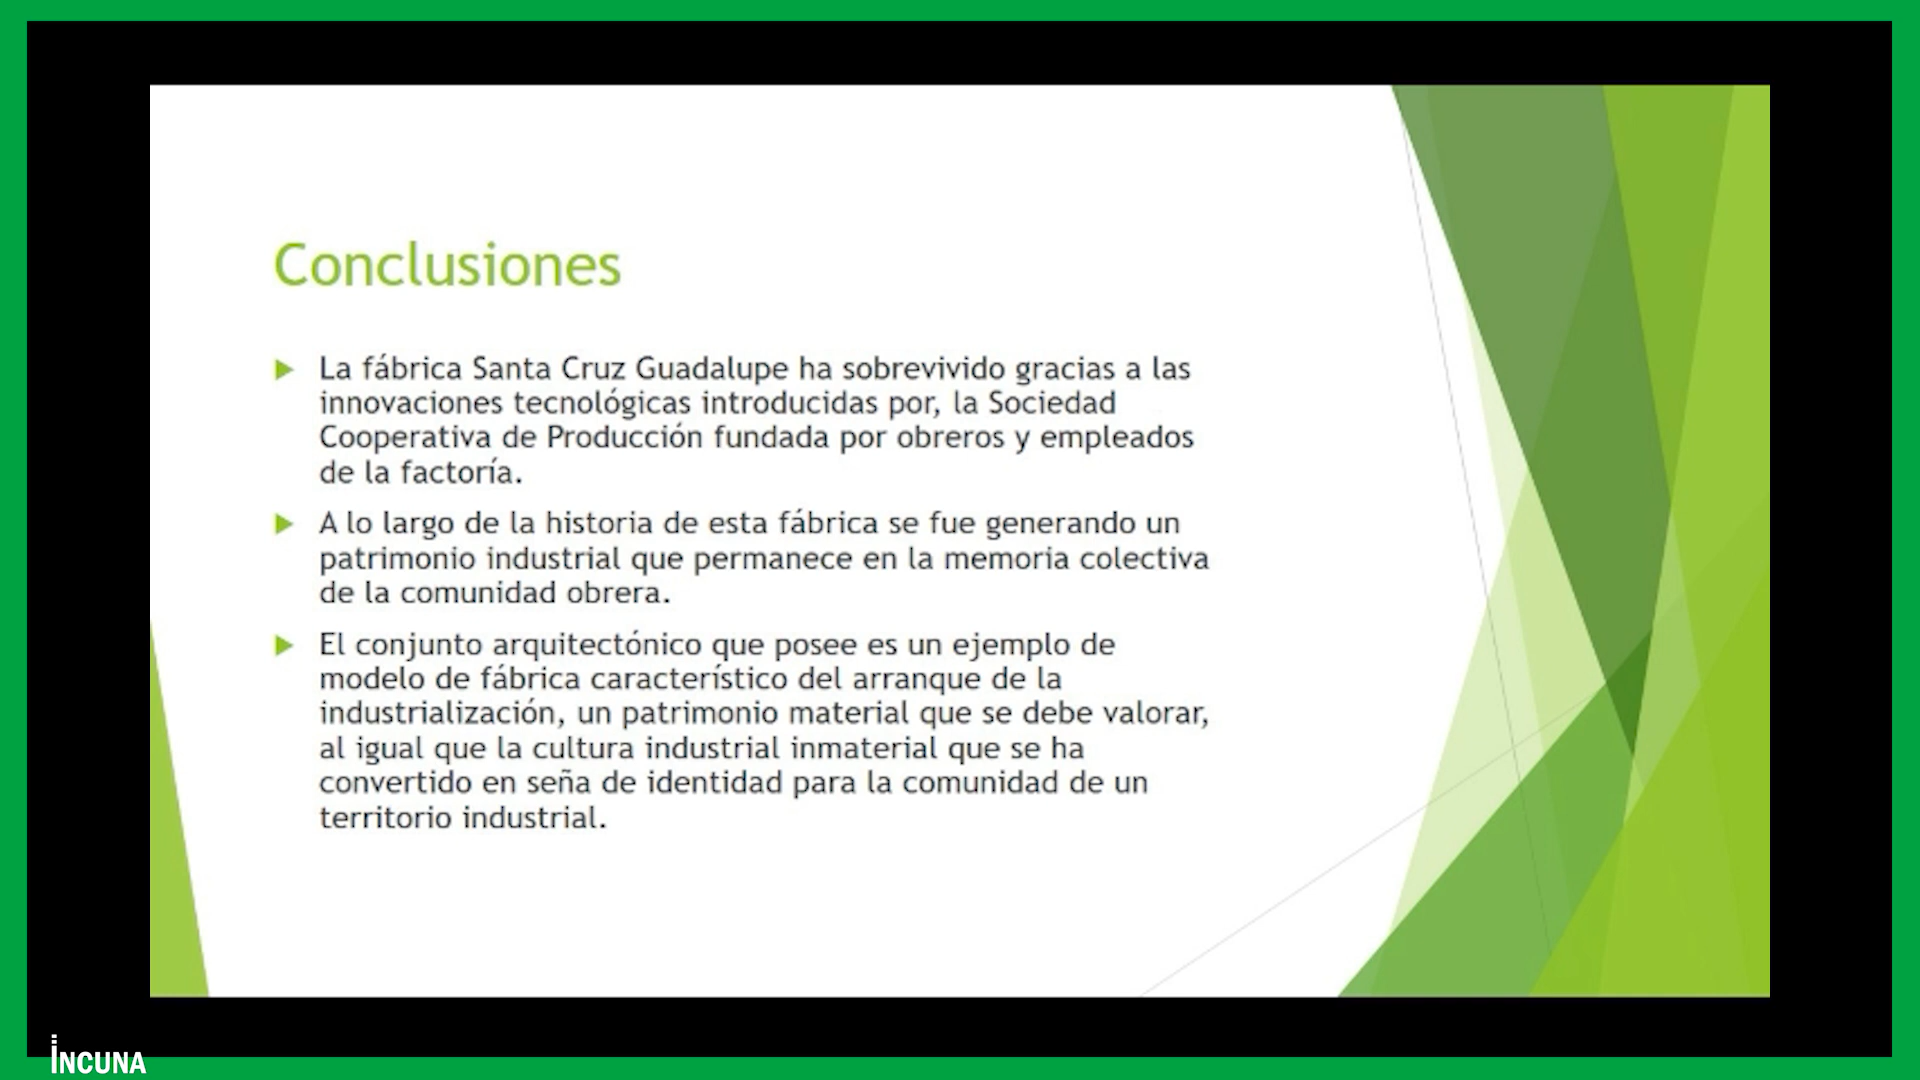 Conclusiones
La fábrica Santa Cruz Guadalupe ha sobrevivido gracias a las
innovaciones tecnológicas introducidas por, la Sociedad
Cooperativa de Producción fundada por obreros y empleados
de la factoría.
A lo largo de la historia de esta fábrica se fue generando un
patrimonio industrial que permanece en la memoria colectiva
de la comunidad obrera.
El conjunto arquitectónico que posee es un ejemplo de
modelo de fábrica característico del arranque de la
industrialización, un patrimonio material que se debe valorar,
al igual que la cultura industrial inmaterial que se ha
convertido en seña de identidad para la comunidad de un
territorio industrial.
INCUNA